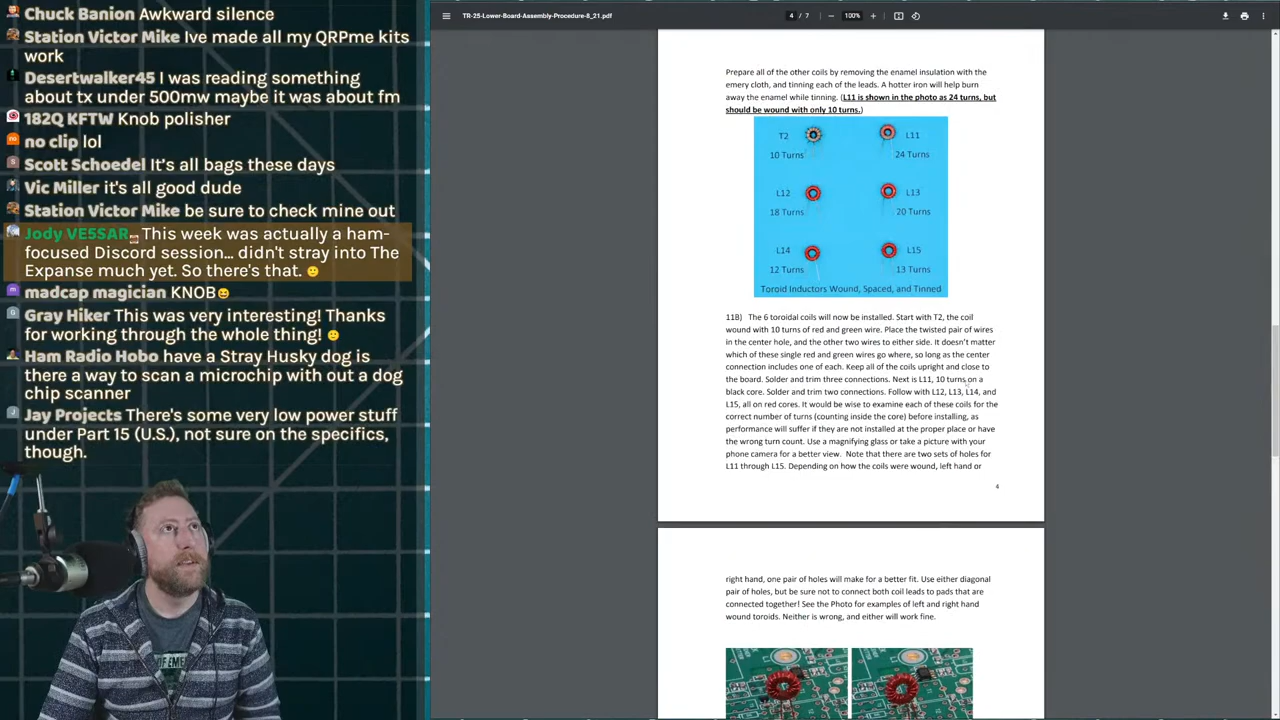 Chuck Banion Awkward silence
Station Victor Mike Ive made all my QRPme kits
work
Desertwalker45 I was reading something
about the under 500mw maybe it was about fm
Ross KF7TIN Knob polisher
no clip lol
Scott Schnedel It's all legs these days
Vic Miller it's all good dude
Station Victor Mike be sure to check mine out
Jody VE5SAR This week was actually a ham-
focused Discord session… didn't stray into The
Expanse much yet. So there's that.
made magician KNOB
Gray Hiker This was very interesting! Thanks
for working through the whole thing!
have a Stray Husky dog is
there a way to scan a microchip with out a dog
chip scanner
Jay Projects There's some very low power stuff
under Part 15 (U.S.), not sure on the specifics,
though.
TR-25-Lower-Board-Assembly-Procedure-8_21.pdf
4 / 7
100%
Prepare all of the other coils by removing the enamel insulation with the
emery cloth, and tinning each of the leads. A hotter iron will help burn
away the enamel while tinning. (L11 is shown in the photo as 24 turns, but
should be wound with only 10 turns.)
T2
10 Turns
L11
24 Turns
L12
18 Turns
L13
20 Turns
L14
12 Turns
L15
13 Turns
Toroid Inductors Wound, Spaced, and Tinned
11B) The 6 toroidal coils will now be installed. Start with T2, the coil
wound with 10 turns of red and green wire. Place the twisted pair of wires
in the center hole, and the other two wires to either side. It doesn't matter
which of these single red and green wires go where, so long as the center
connection includes one of each. Keep all of the coils upright and close to
the board. Solder and trim three connections. Next is L11, 10 turns on a
black core. Solder and trim two connections. Follow with L12, L13, L14, and
L15, all on red cores. It would be wise to examine each of these coils for the
correct number of turns (counting inside the core) before installing, as
performance will suffer if they are not installed at the proper place or have
the wrong turn count. Use a magnifying glass or take a picture with your
phone camera for a better view. Note that there are two sets of holes for
L11 through L15. Depending on how the coils were wound, left hand or
4
right hand, one pair of holes will make for a better fit. Use either diagonal
pair of holes, but be sure not to connect both coil leads to pads that are
connected together! See the Photo for examples of left and right hand
wound toroids. Neither is wrong, and either will work fine.